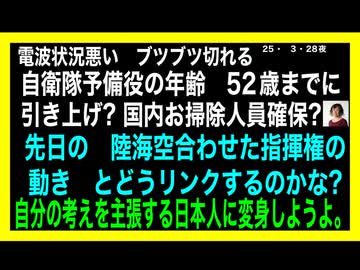 電波状況悪い ブツブツ切れる 25・ 3・28夜
自衛隊予備役の年齢 52歳までに
引き上げ? 国内お掃除人員確保?
先日の 陸海空合わせた指揮権の
動き とどうリンクするのかな?
自分の考えを主張する日本人に変身しようよ。